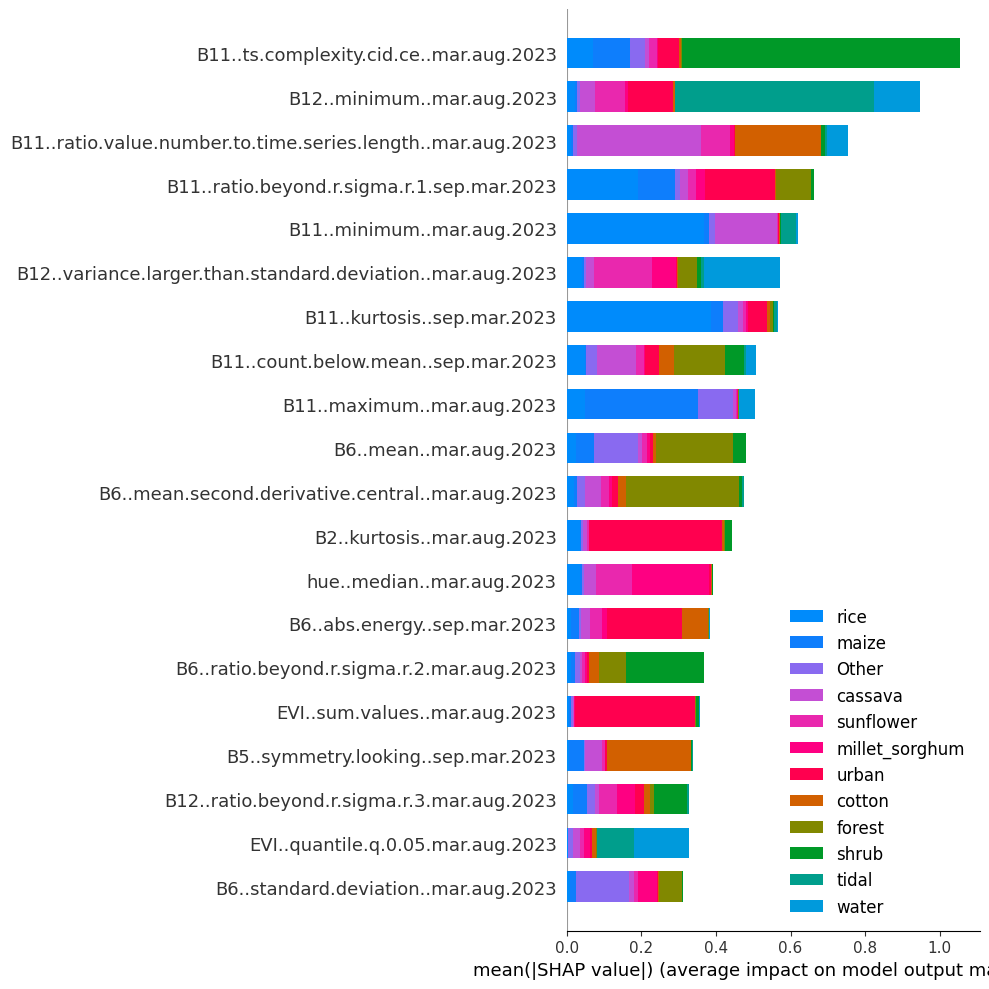 B11..ts.complexity.cid.ce..mar.aug.2023
B12..minimum..mar.aug.2023
B11..ratio.value.number.to.time.series.length..mar.aug.2023
B11..ratio.beyond.r.sigma.r.1.sep.mar.2023
B11..minimum..mar.aug.2023
B12..variance.larger.than.standard.deviation..mar.aug.2023
B11..kurtosis..sep.mar.2023
B11..count.below.mean..sep.mar.2023
B11..maximum..mar.aug.2023
B6..mean..mar.aug.2023
B6..mean.second.derivative.central..mar.aug.2023
B2..kurtosis..mar.aug.2023
hue..median..mar.aug.2023
B6..abs.energy..sep.mar.2023
B6..ratio.beyond.r.sigma.r.2.mar.aug.2023
EVI..sum.values..mar.aug.2023
B5..symmetry.looking..sep.mar.2023
B12..ratio.beyond.r.sigma.r.3.mar.aug.2023
EVI..quantile.q.0.05.mar.aug.2023
B6..standard.deviation..mar.aug.2023
rice
maize
Other
cassava
sunflower
millet_sorghum
urban
cotton
forest
shrub
tidal
water
0.0 0.2 0.4 0.6 0.8 1.0
mean(|SHAP value|) (average impact on model output ma